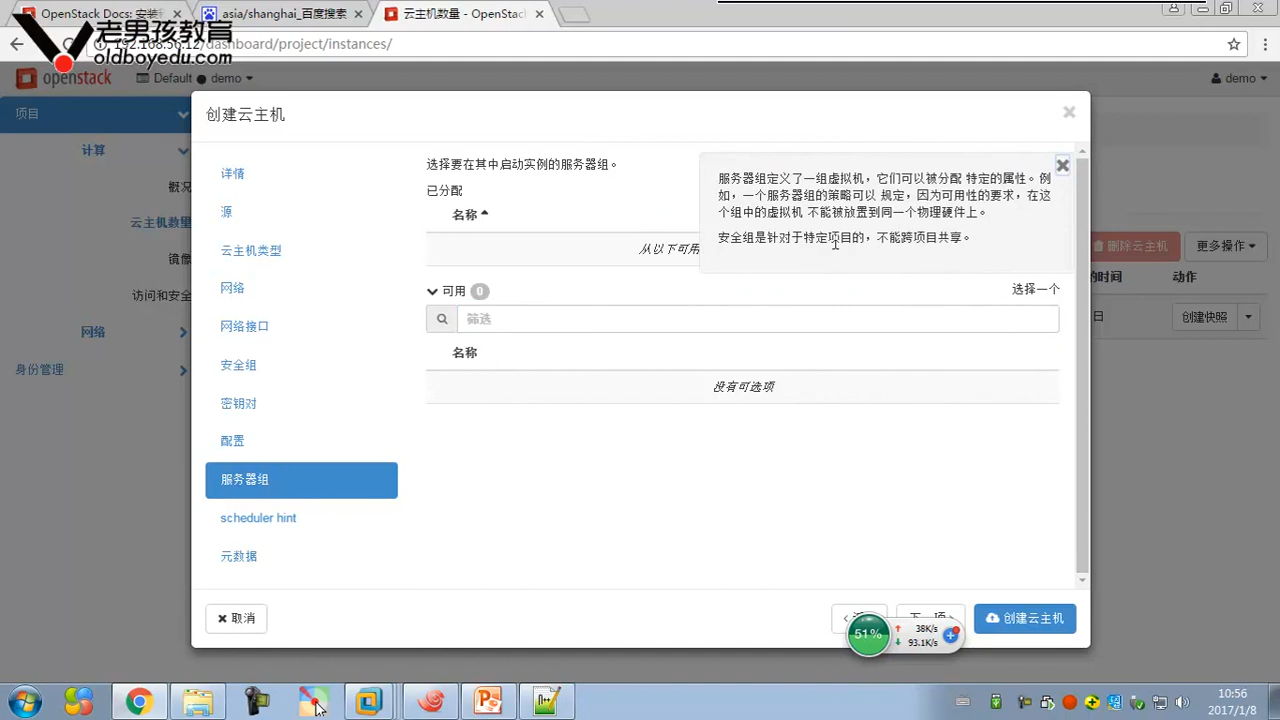 OpenStack Docs: 安装
asia/shanghai_百度搜索
云主机数量 - OpenStac
老男孩教育
oldboyedu.com
192.168.56.12/dashboard/project/instances/
openstack
Default ● demo
demo
项目
计算
概况
云主机数量
镜像
访问和安全
网络
身份管理
创建云主机
详情
源
云主机类型
网络
网络接口
安全组
密钥对
配置
服务器组
scheduler hint
元数据
选择要在其中启动实例的服务器组。
已分配
名称
从以下可用
服务器组定义了一组虚拟机，它们可以被分配 特定的属性。例
如，一个服务器组的策略可以 规定，因为可用性的要求，在这
个组中的虚拟机 不能被放置到同一个物理硬件上。
安全组是针对于特定项目的，不能跨项目共享。
可用 0
选择一个
筛选
名称
没有可选项
删除云主机
更多操作
的时间
动作
日
创建快照
取消
下一项
创建云主机
51%
38K/s
93.1K/s
10:56
2017/1/8